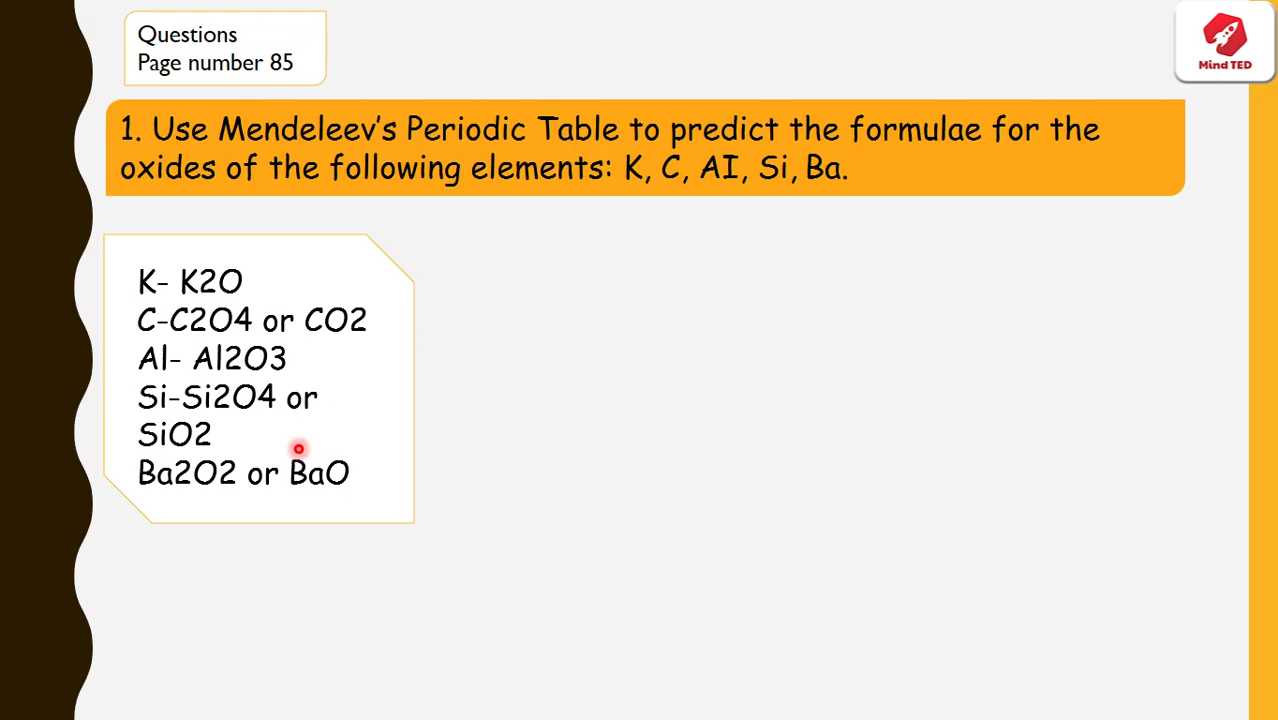 Questions
Page number 85
Mind TED
1. Use Mendeleev's Periodic Table to predict the formulae for the
oxides of the following elements: K, C, AI, Si, Ba.
K- K2O
C-C2O4 or CO2
Al- Al2O3
Si-Si2O4 or
SiO2
Ba2O2 or BaO